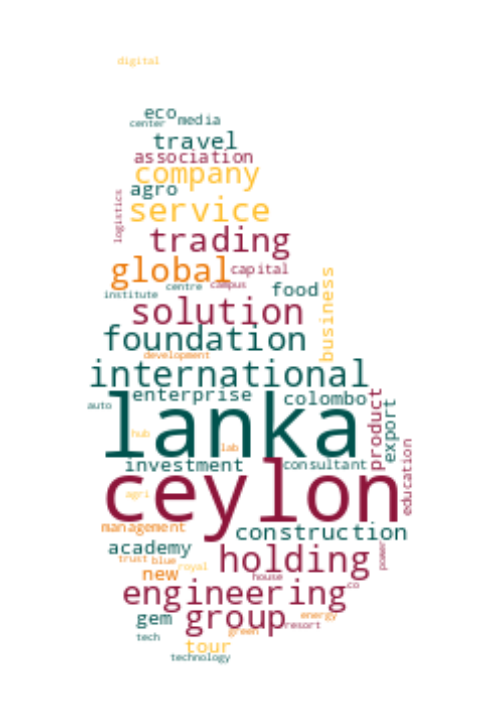 digital
eco
center
media
travel
association
company
agro
logistics
service
trading
global
capital
institute
centre
campus
food
business
solution
foundation
development
international
enterprise
colombo
auto
lanka
product
export
hub
lab
investment
consultant
education
ceylon
agri
management
construction
academy
trust
blue
royal
holding
power
new
house
engineering
co
gem
group
energy
resort
green
tech
tour
technology